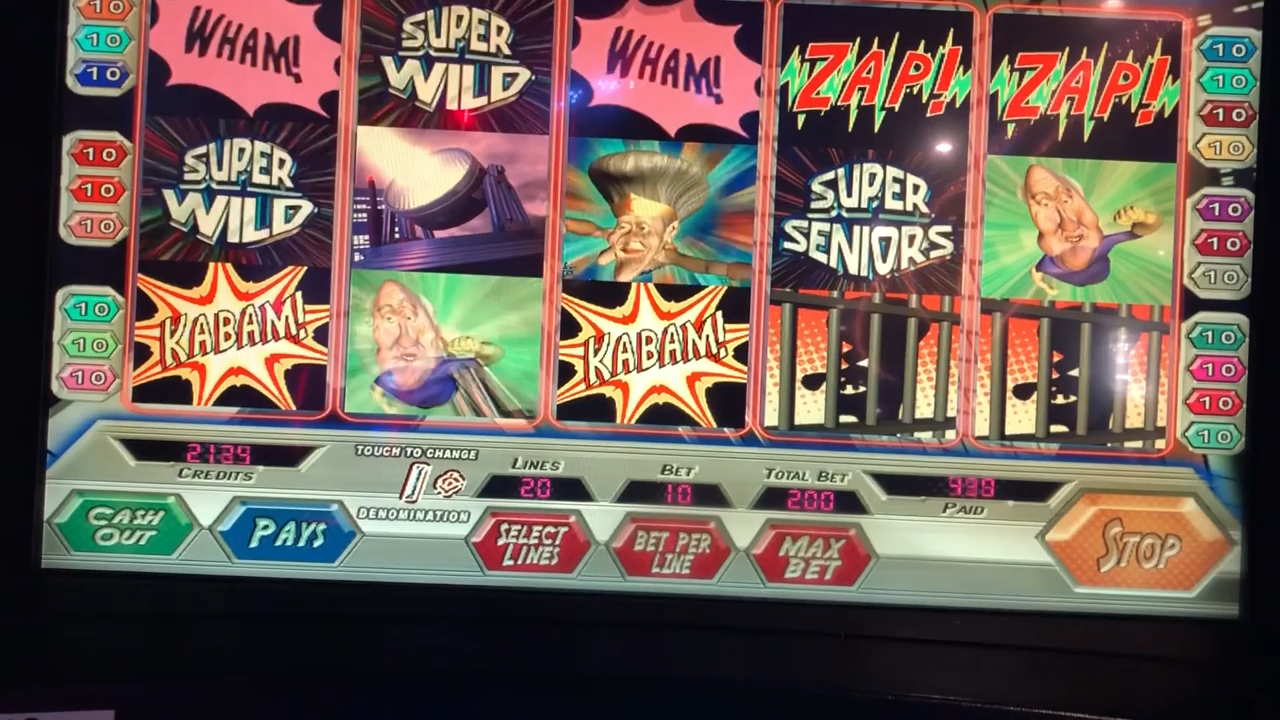 10
10
10
WHAM!
SUPER
WILD
WHAM!
ZAP!
ZAP!
10
10
10
10
10
10
10
SUPER
WILD
SUPER
SENIORS
10
10
10
10
10
10
KABAM!
KABAM!
10
10
10
10
TOUCH TO CHANGE
DENOMINATION
CREDITS
LINES
20
BET
10
TOTAL BET
200
PAID
CASH
OUT
PAYS
SELECT
LINES
BET PER
LINE
MAX
BET
STOP